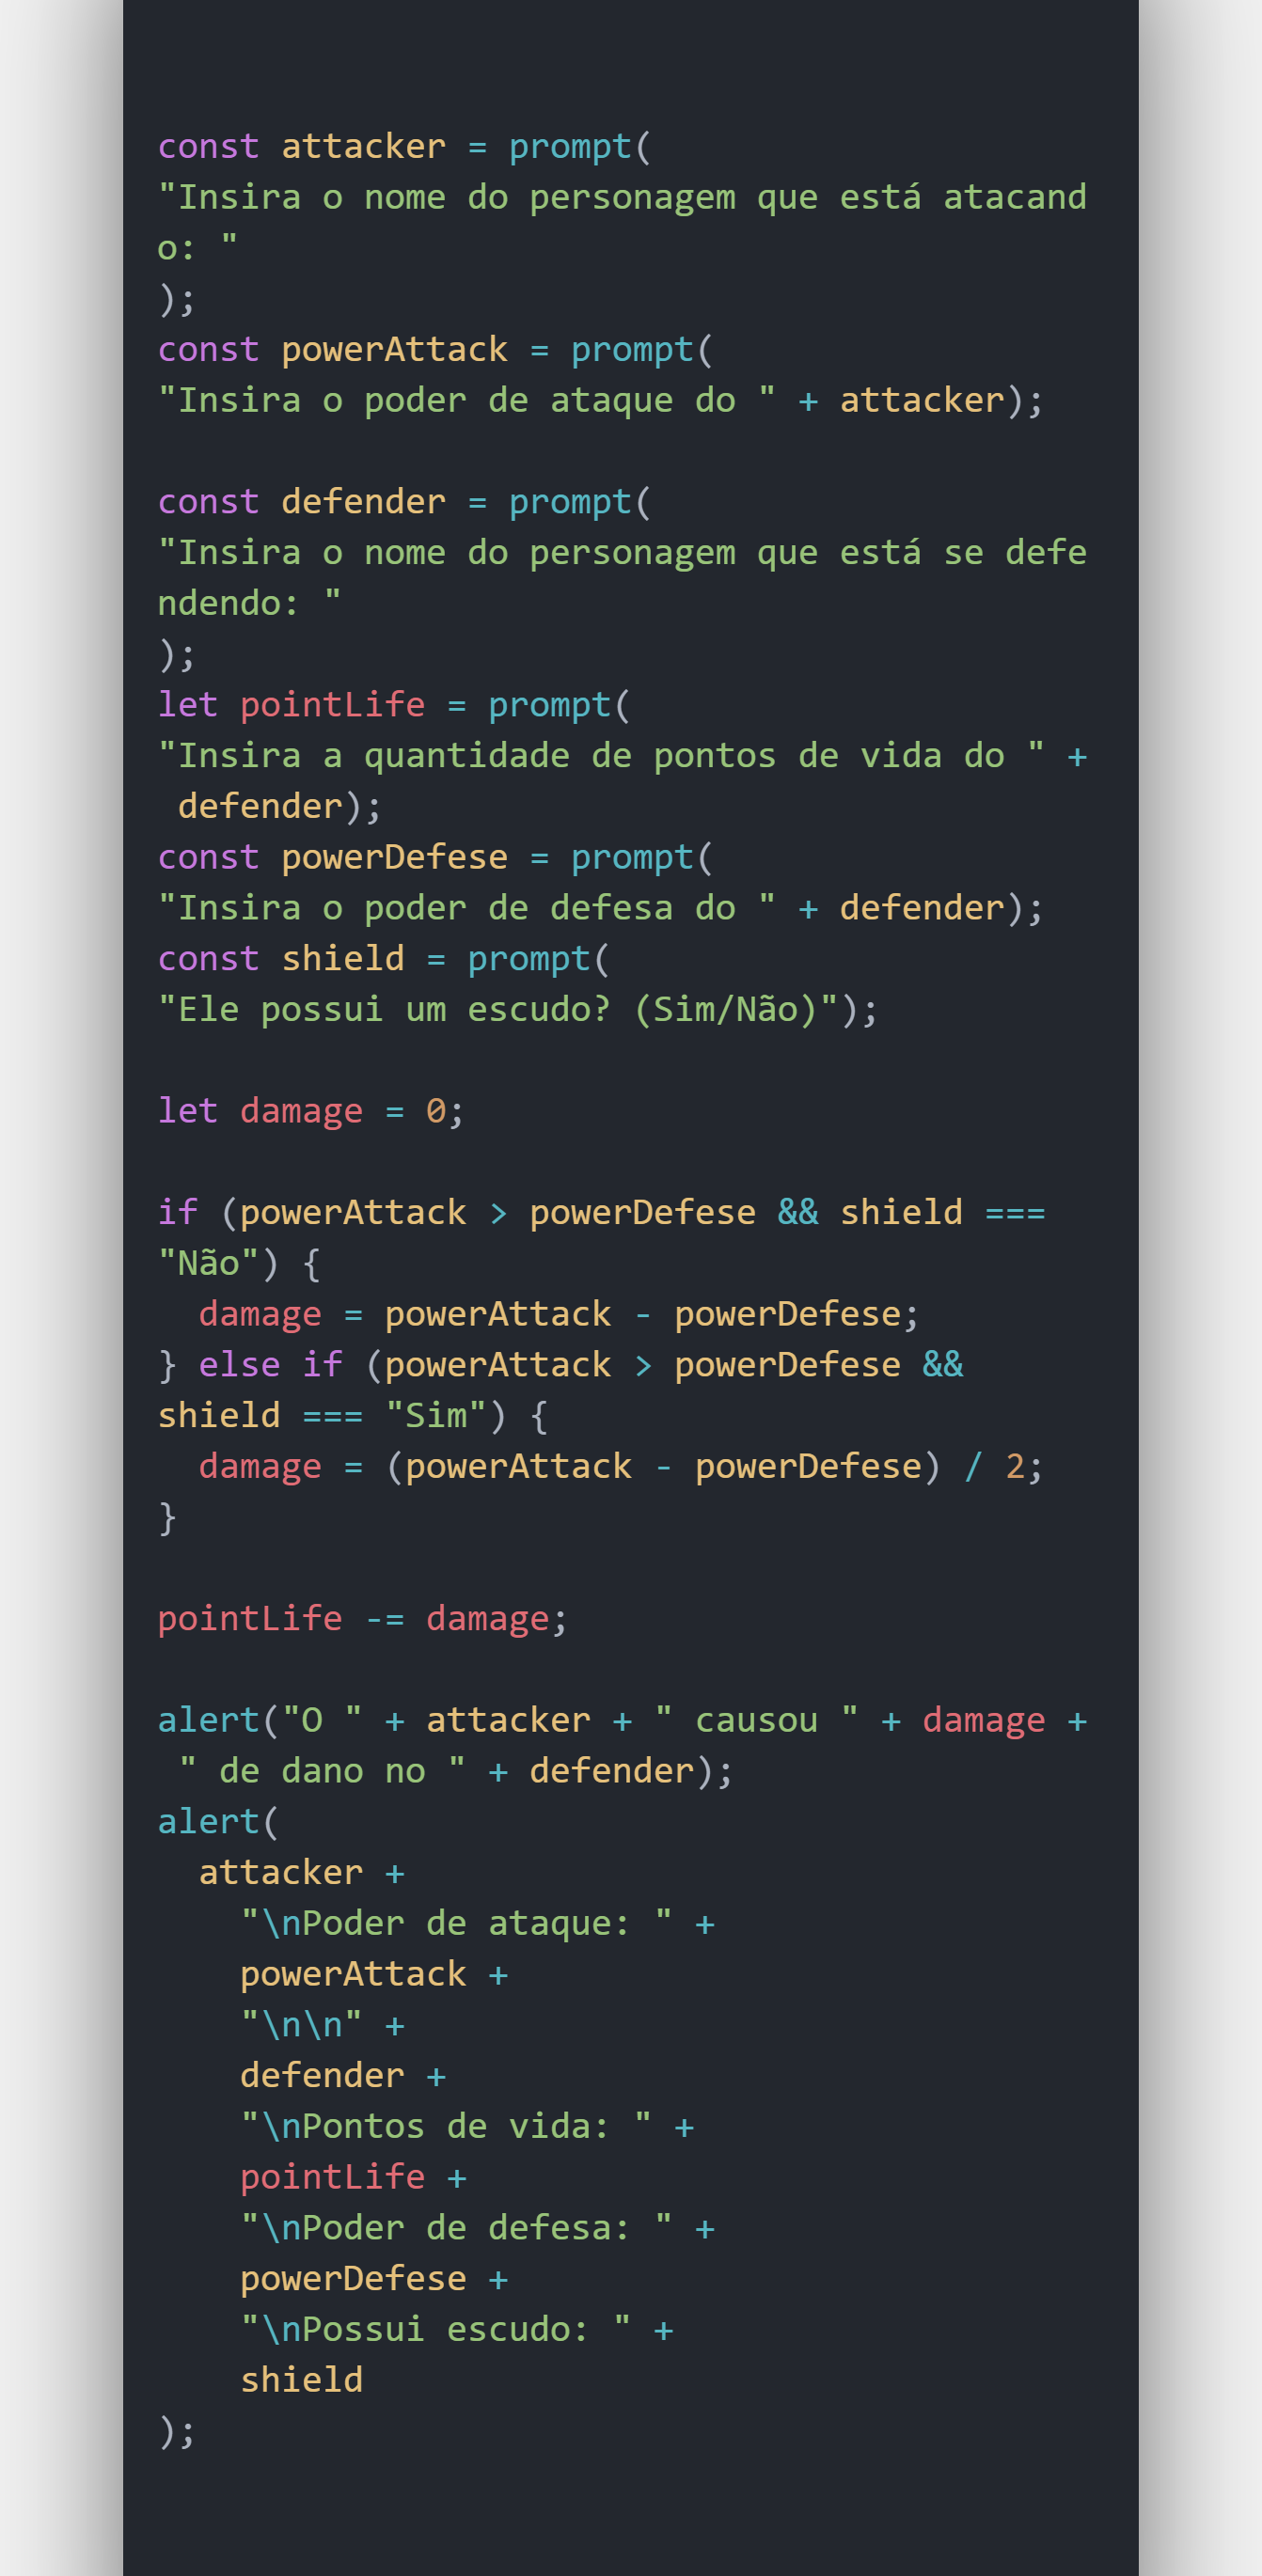 const attacker = prompt(
"Insira o nome do personagem que está atacand
o: "
);
const powerAttack = prompt(
"Insira o poder de ataque do " + attacker);

const defender = prompt(
"Insira o nome do personagem que está se defe
ndendo: "
);
let pointLife = prompt(
"Insira a quantidade de pontos de vida do " +
 defender);
const powerDefese = prompt(
"Insira o poder de defesa do " + defender);
const shield = prompt(
"Ele possui um escudo? (Sim/Não)");

let damage = 0;

if (powerAttack > powerDefese && shield ===
"Não") {
  damage = powerAttack - powerDefese;
} else if (powerAttack > powerDefese &&
shield === "Sim") {
  damage = (powerAttack - powerDefese) / 2;
}

pointLife -= damage;

alert("O " + attacker + " causou " + damage +
 " de dano no " + defender);
alert(
  attacker +
    "\nPoder de ataque: " +
    powerAttack +
    "\n\n" +
    defender +
    "\nPontos de vida: " +
    pointLife +
    "\nPoder de defesa: " +
    powerDefese +
    "\nPossui escudo: " +
    shield
);